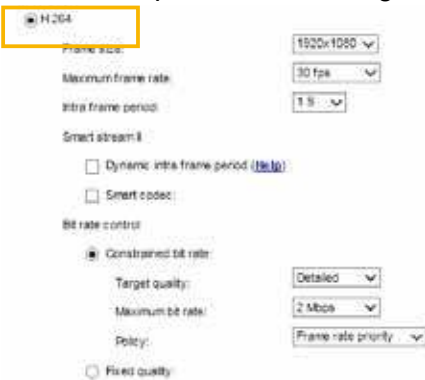 H.264
Frame size: 1920x1080
Maximum frame rate: 30 fps
Intra frame period: 1 S
Smart stream II
Dynamic intra frame period (Help)
Smart codec:
Bit rate control
Constrained bit rate:
Target quality: Detailed
Maximum bit rate: 2 Mbps
Policy: Frame rate priority
Fixed quality: